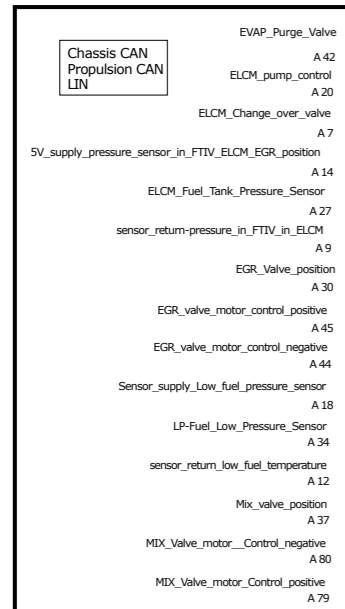 EVAP_Purge_Valve
Chassis CAN
Propulsion CAN
LIN
A 42
ELCM_pump_control
A 20
ELCM_Change_over_valve
A 7
5V_supply_pressure_sensor_in_FTIV_ELCM_EGR_position
A 14
ELCM_Fuel_Tank_Pressure_Sensor
A 27
sensor_return-pressure_in_FTIV_in_ELCM
A 9
EGR_Valve_position
A 30
EGR_valve_motor_control_positive
A 45
EGR_valve_motor_control_negative
A 44
Sensor_supply_Low_fuel_pressure_sensor
A 18
LP-Fuel_Low_Pressure_Sensor
A 34
sensor_return_low_fuel_temperature
A 12
Mix_valve_position
A 37
MIX_Valve_motor__Control_negative
A 80
MIX_Valve_motor_Control_positive
A 79